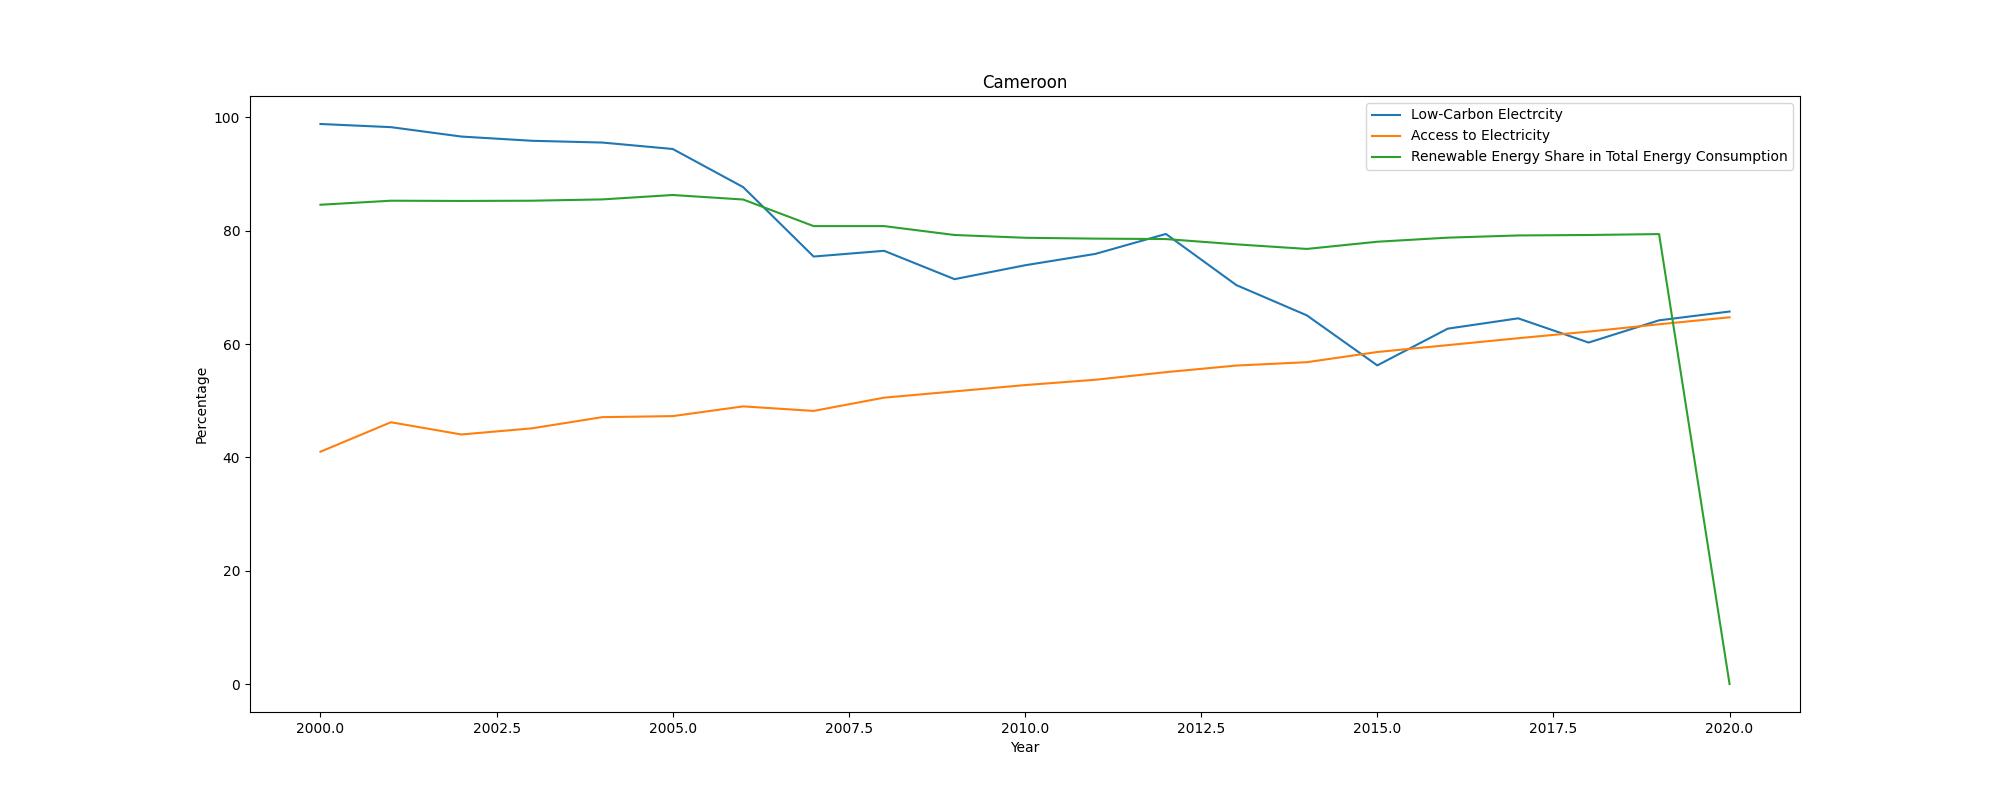 Cameroon
Low-Carbon Electrcity
Access to Electricity
Renewable Energy Share in Total Energy Consumption
100
80
60
40
20
0
Percentage
2000.0 2002.5 2005.0 2007.5 2010.0 2012.5 2015.0 2017.5 2020.0
Year